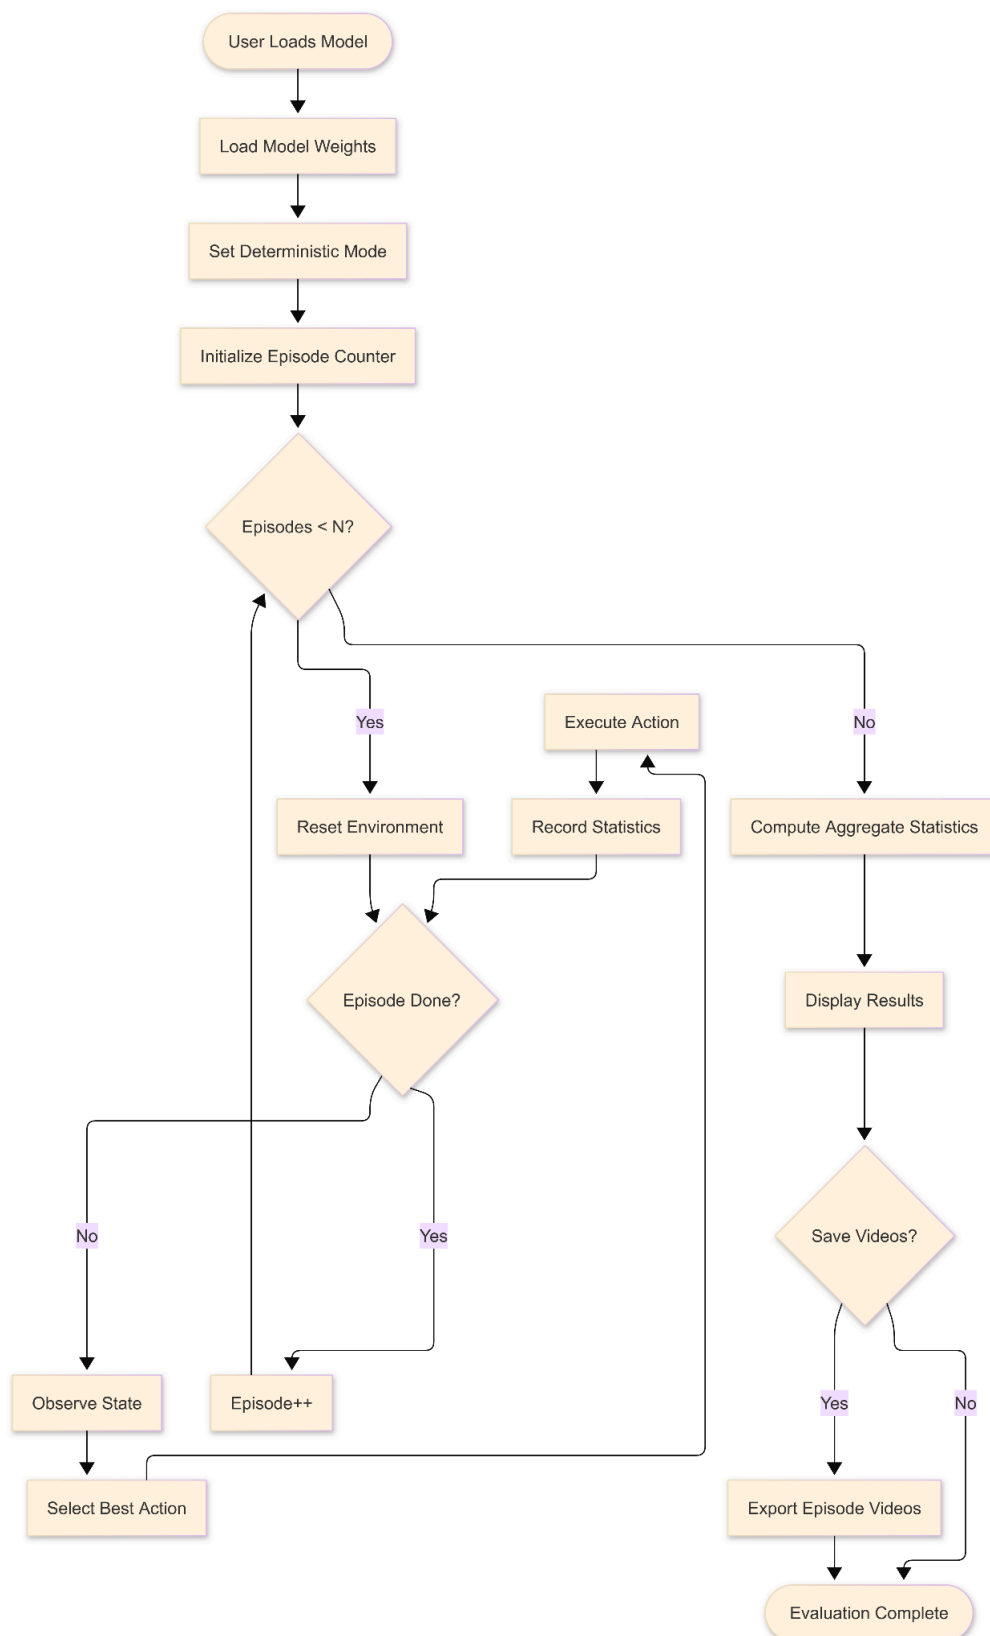 User Loads Model
Load Model Weights
Set Deterministic Mode
Initialize Episode Counter
Episodes < N?
Yes
Execute Action
No
Reset Environment
Record Statistics
Compute Aggregate Statistics
Episode Done?
Display Results
No
Yes
Save Videos?
Observe State
Episode++
Yes
No
Select Best Action
Export Episode Videos
Evaluation Complete